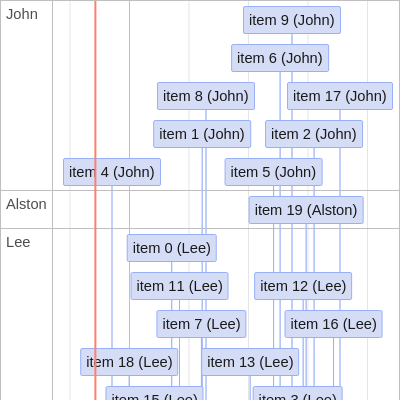 John
item 9 (John)
item 6 (John)
item 8 (John)
item 17 (John)
item 1 (John)
item 2 (John)
item 4 (John)
item 5 (John)
Alston
item 19 (Alston)
Lee
item 0 (Lee)
item 11 (Lee)
item 12 (Lee)
item 7 (Lee)
item 16 (Lee)
item 18 (Lee)
item 13 (Lee)
item 15 (Lee)
item 3 (Lee)